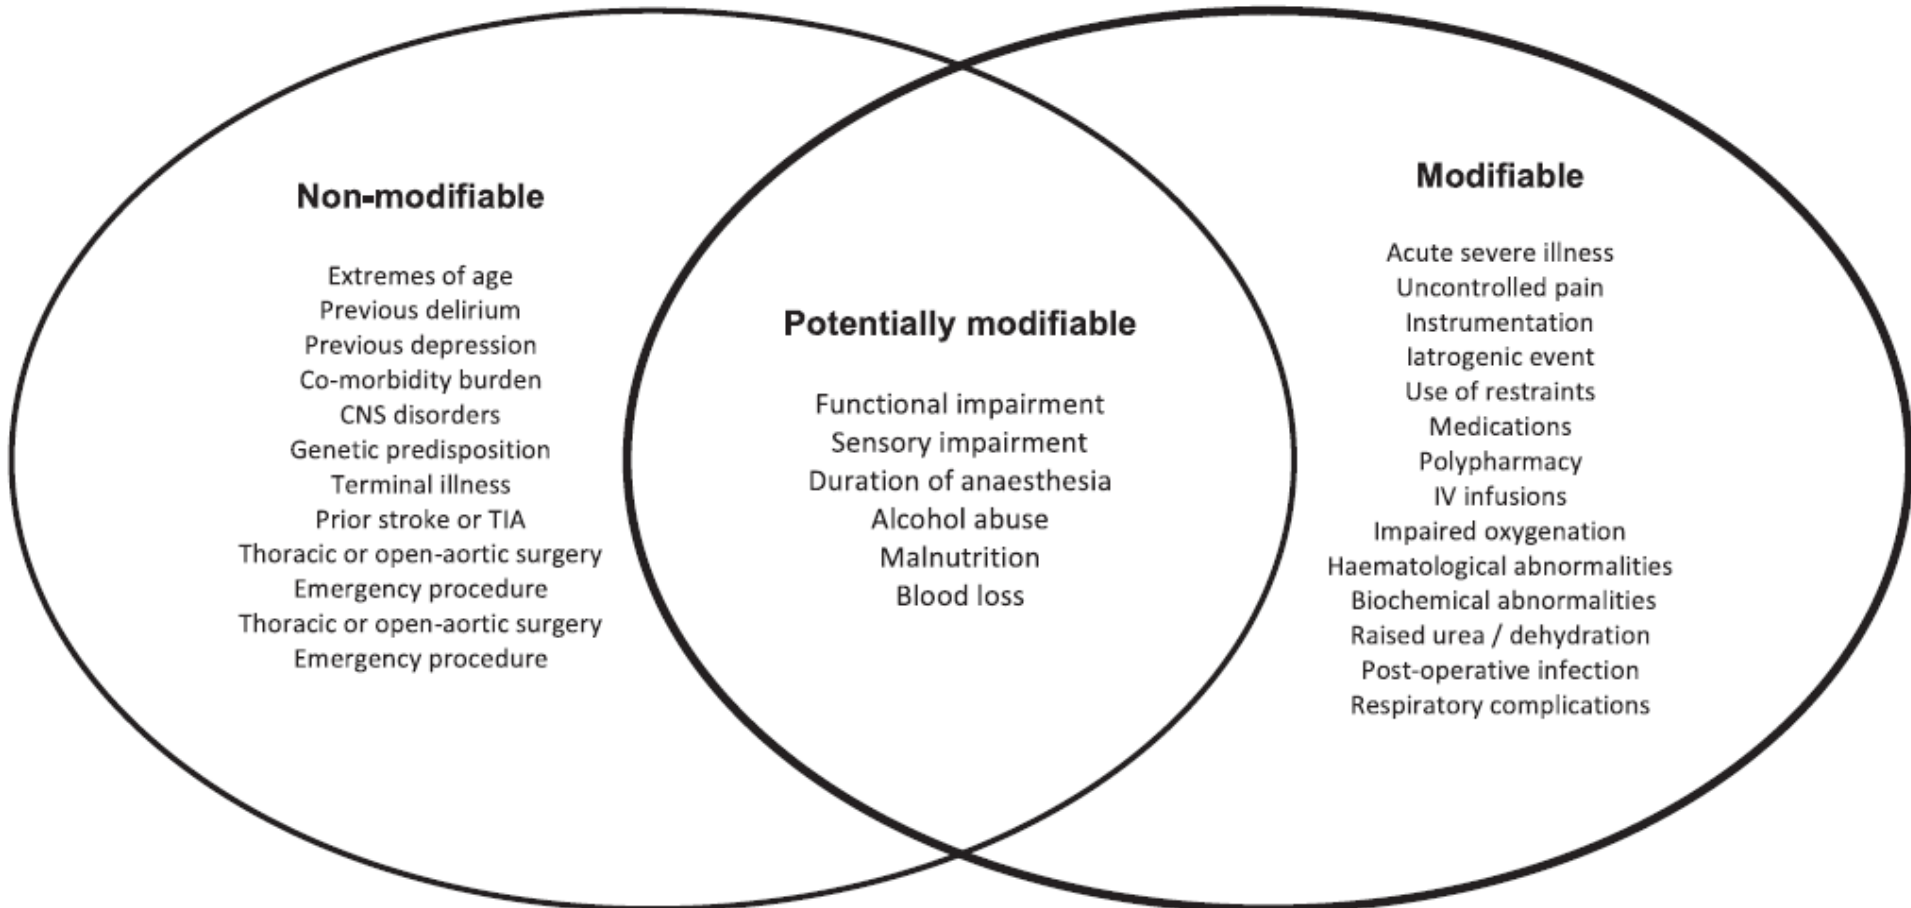 Non-modifiable
Extremes of age
Previous delirium
Previous depression
Co-morbidity burden
CNS disorders
Genetic predisposition
Terminal illness
Prior stroke or TIA
Thoracic or open-aortic surgery
Emergency procedure
Thoracic or open-aortic surgery
Emergency procedure
Potentially modifiable
Functional impairment
Sensory impairment
Duration of anaesthesia
Alcohol abuse
Malnutrition
Blood loss
Modifiable
Acute severe illness
Uncontrolled pain
Instrumentation
Iatrogenic event
Use of restraints
Medications
Polypharmacy
IV infusions
Impaired oxygenation
Haematological abnormalities
Biochemical abnormalities
Raised urea / dehydration
Post-operative infection
Respiratory complications